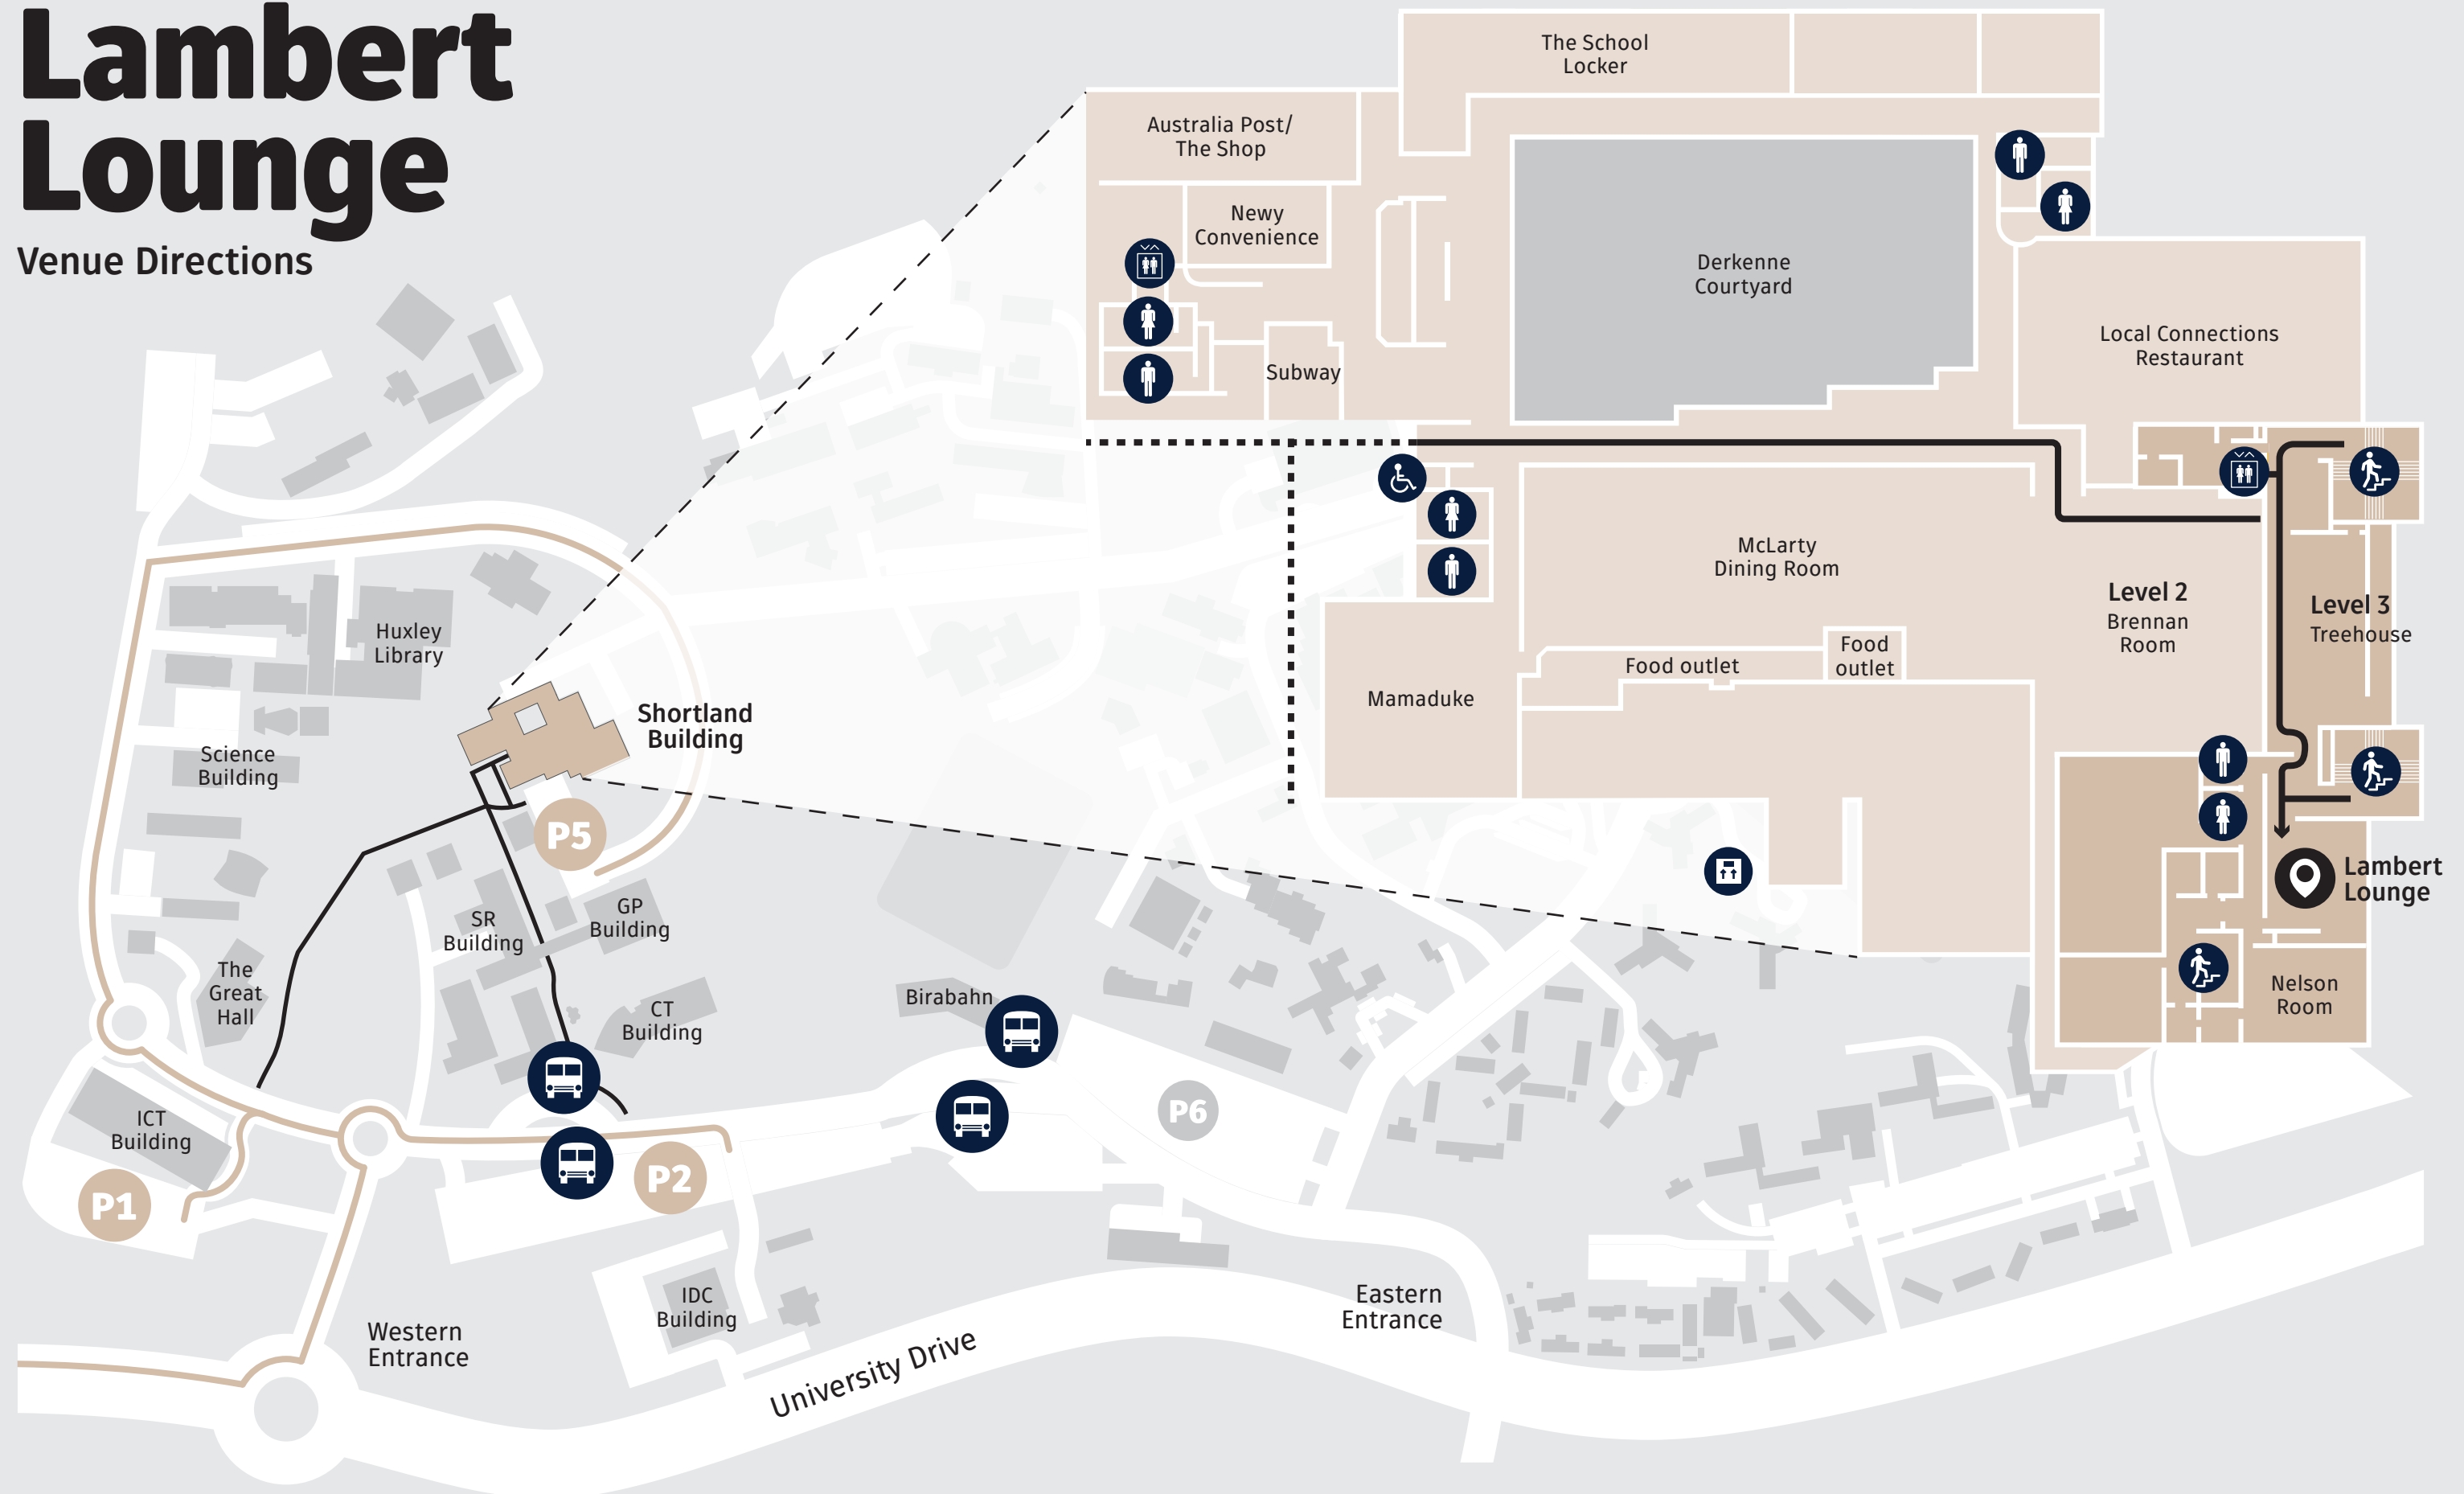 Lambert
Lounge
Venue Directions
The School
Locker
Australia Post/
The Shop
Newy
Convenience
Derkenne
Courtyard
Subway
Local Connections
Restaurant
McLarty
Dining Room
Level 2
Brennan
Room
Level 3
Treehouse
Food outlet
Food
outlet
Mamaduke
Lambert
Lounge
Nelson
Room
Huxley
Library
Shortland
Building
Science
Building
P5
SR
Building
GP
Building
The
Great
Hall
CT
Building
Birabahn
ICT
Building
P6
P1
P2
IDC
Building
Western
Entrance
Eastern
Entrance
University Drive